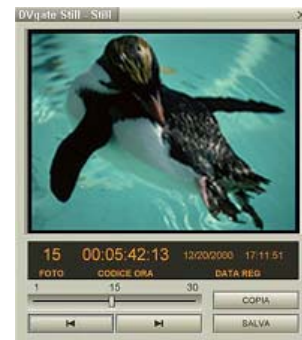 DVgate Still - Still
15 00:05:42:13 12/20/2000 17:11:51
FOTO CODICE ORA DATA REG
1 15 30
COPIA
SALVA